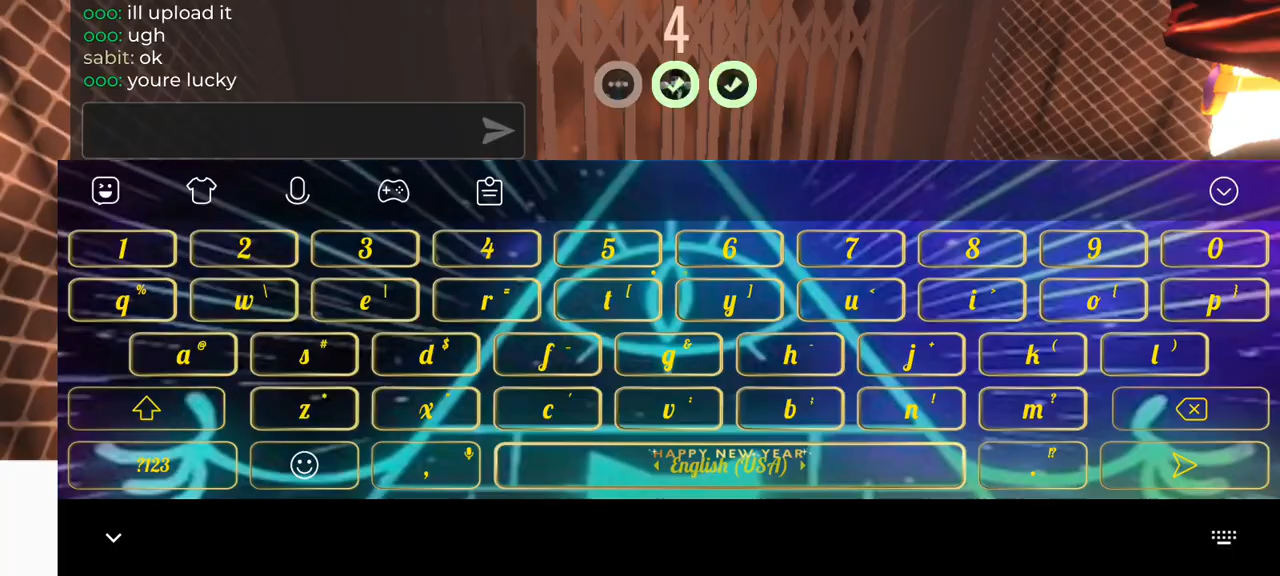 ooo: ill upload it
ooo: ugh
sabit: ok
ooo: youre lucky
4
1 2 3 4 5 6 7 8 9 0
q % w \ e | r = t [ y ] u < i > o { p }
a @ s # d $ f _ g & h - j + k ( l )
z * x " c ' v : b ; n ! m ?
?123 , HAPPY NEW YEAR . !?
English (USA)